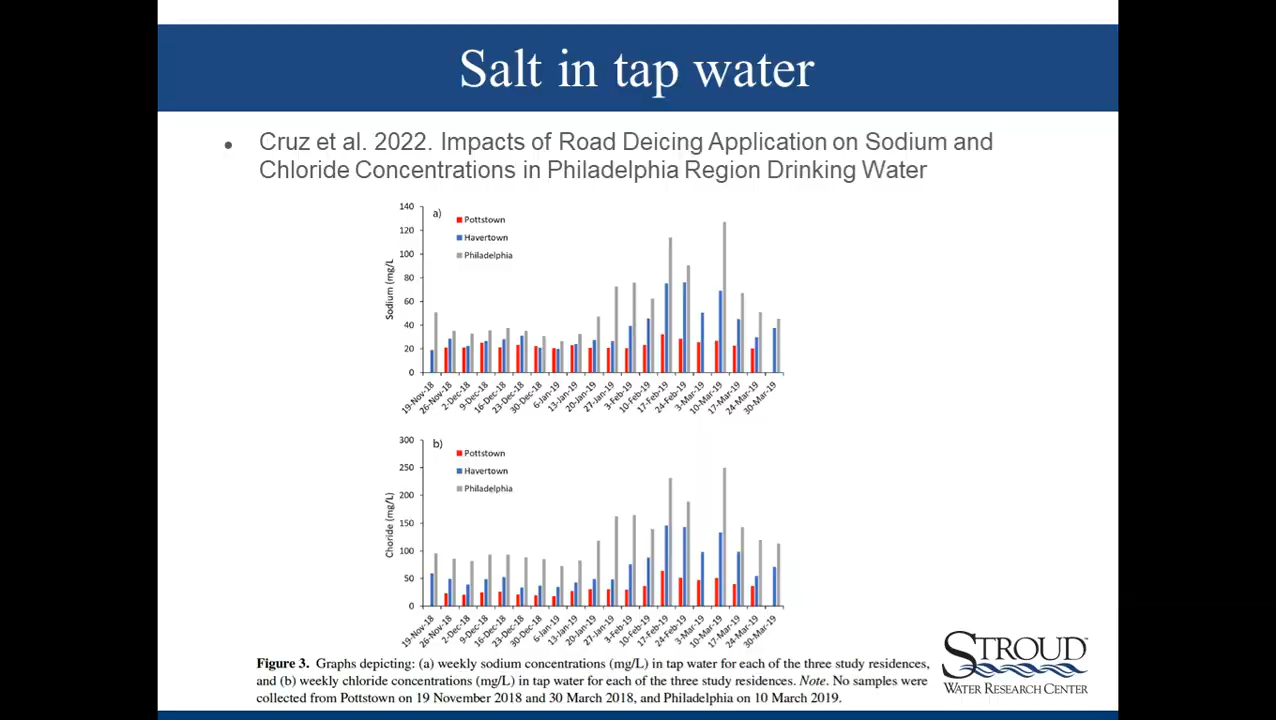 Salt in tap water
• Cruz et al. 2022. Impacts of Road Deicing Application on Sodium and
Chloride Concentrations in Philadelphia Region Drinking Water
a)
Pottstown
Havertown
Philadelphia
Sodium (mg/L
140
120
100
80
60
40
20
0
19-Nov-18
26-Nov-18
2-Dec-18
9-Dec-18
16-Dec-18
23-Dec-18
30-Dec-18
6-Jan-19
13-Jan-19
20-Jan-19
27-Jan-19
3-Feb-19
10-Feb-19
17-Feb-19
24-Feb-19
3-Mar-19
10-Mar-19
17-Mar-19
24-Mar-19
30-Mar-19
b)
Pottstown
Havertown
Philadelphia
Choride (mg/L)
300
250
200
150
100
50
0
19-Nov-18
26-Nov-18
2-Dec-18
9-Dec-18
16-Dec-18
23-Dec-18
30-Dec-18
6-Jan-19
13-Jan-19
20-Jan-19
27-Jan-19
3-Feb-19
10-Feb-19
17-Feb-19
24-Feb-19
3-Mar-19
10-Mar-19
17-Mar-19
24-Mar-19
30-Mar-19
Figure 3. Graphs depicting: (a) weekly sodium concentrations (mg/L) in tap water for each of the three study residences,
and (b) weekly chloride concentrations (mg/L) in tap water for each of the three study residences. Note. No samples were
collected from Pottstown on 19 November 2018 and 30 March 2018, and Philadelphia on 10 March 2019.
STROUD™
WATER RESEARCH CENTER